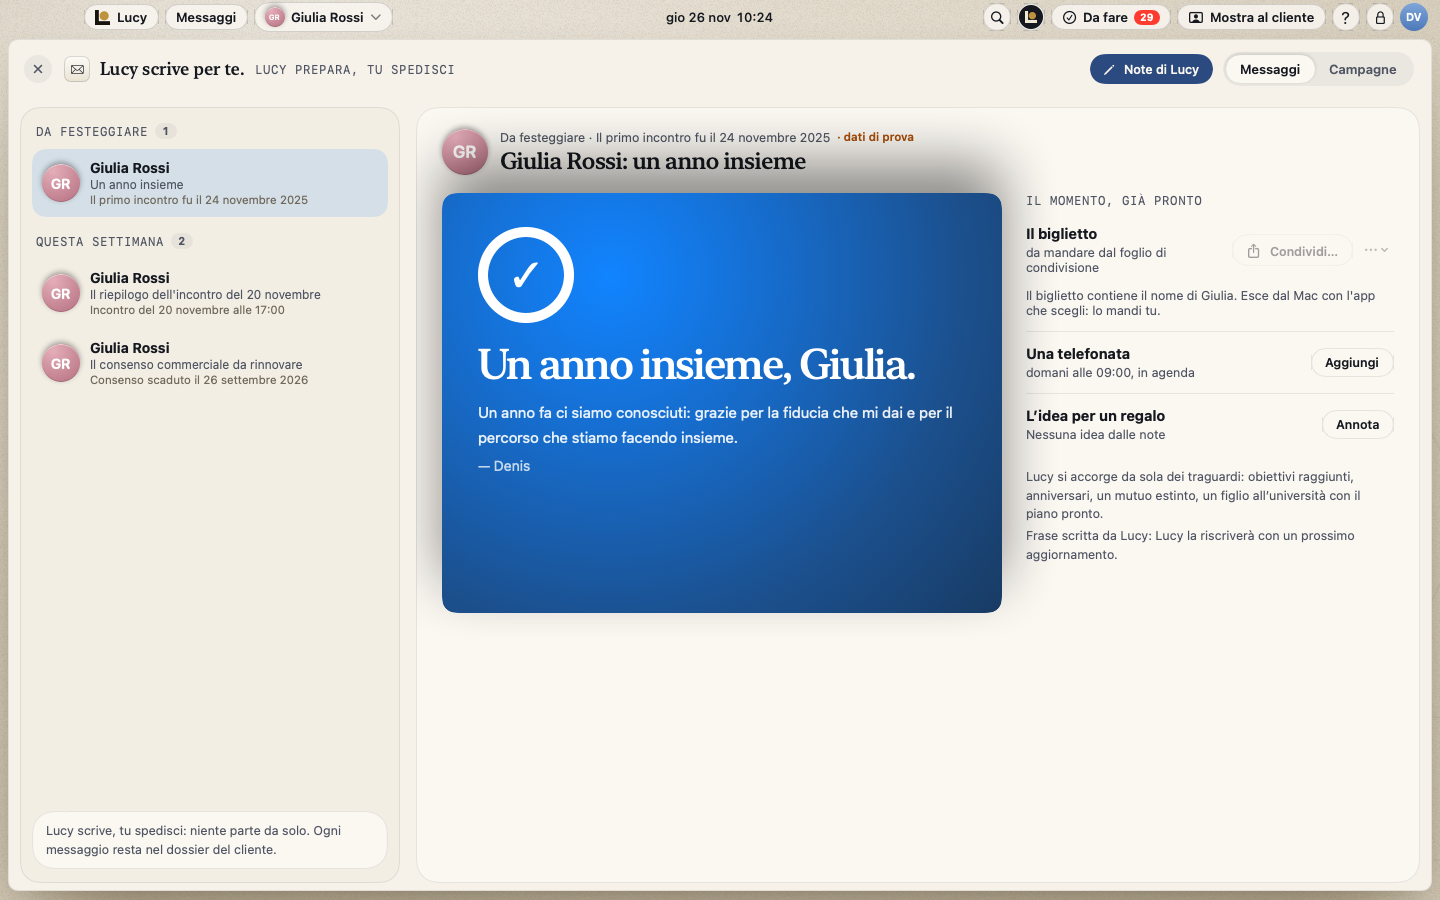 Lucy
Messaggi
GR Giulia Rossi
gio 26 nov 10:24
Da fare 29
Mostra al cliente
?
DV
Lucy scrive per te. LUCY PREPARA, TU SPEDISCI
Note di Lucy
Messaggi
Campagne
DA FESTEGGIARE 1
GR
Giulia Rossi
Un anno insieme
Il primo incontro fu il 24 novembre 2025
QUESTA SETTIMANA 2
GR
Giulia Rossi
Il riepilogo dell'incontro del 20 novembre
Incontro del 20 novembre alle 17:00
GR
Giulia Rossi
Il consenso commerciale da rinnovare
Consenso scaduto il 26 settembre 2026
Lucy scrive, tu spedisci: niente parte da solo. Ogni
messaggio resta nel dossier del cliente.
GR
Da festeggiare · Il primo incontro fu il 24 novembre 2025 · dati di prova
Giulia Rossi: un anno insieme
Un anno insieme, Giulia.
Un anno fa ci siamo conosciuti: grazie per la fiducia che mi dai e per il
percorso che stiamo facendo insieme.
— Denis
IL MOMENTO, GIÀ PRONTO
Il biglietto
da mandare dal foglio di
condivisione
Condividi...
Il biglietto contiene il nome di Giulia. Esce dal Mac con l'app
che scegli: lo mandi tu.
Una telefonata
domani alle 09:00, in agenda
Aggiungi
L’idea per un regalo
Nessuna idea dalle note
Annota
Lucy si accorge da sola dei traguardi: obiettivi raggiunti,
anniversari, un mutuo estinto, un figlio all’università con il
piano pronto.
Frase scritta da Lucy: Lucy la riscriverà con un prossimo
aggiornamento.